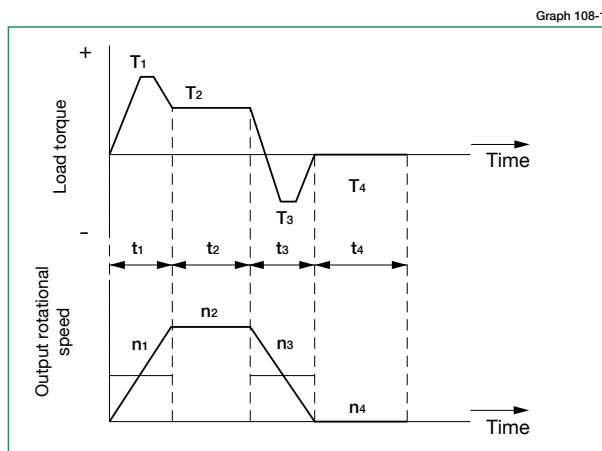 Graph 108-1
+
T1
T2
Load torque
Time
T4
T3
-
t1 t2 t3 t4
Output rotational
speed
n2
n1 n3
n4
Time